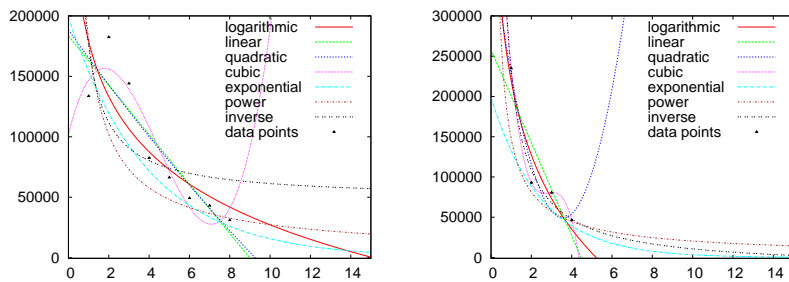 200000
150000
100000
50000
0
0 2 4 6 8 10 12 14
logarithmic
linear
quadratic
cubic
exponential
power
inverse
data points
300000
250000
200000
150000
100000
50000
0
0 2 4 6 8 10 12 14
logarithmic
linear
quadratic
cubic
exponential
power
inverse
data points